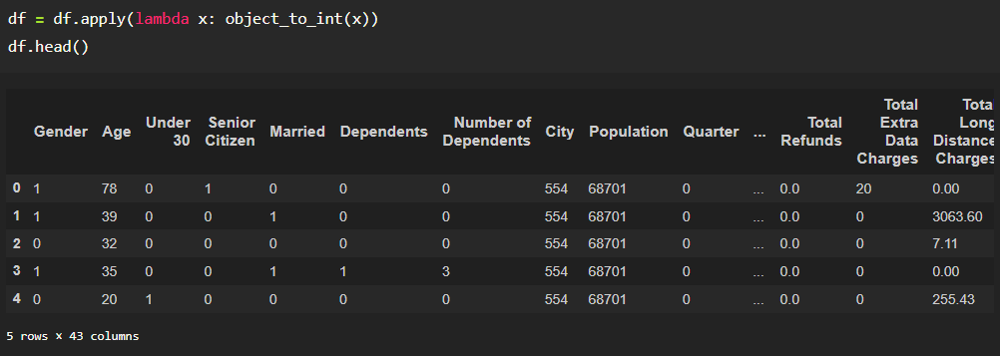 df = df.apply(lambda x: object_to_int(x))
df.head()
Gender Age Under 30 Senior Citizen Married Dependents Number of Dependents City Population Quarter ... Total Refunds Total Extra Data Charges Total Long Distance Charges
0 1 78 0 1 0 0 0 554 68701 0 ... 0.0 20 0.00
1 1 39 0 0 1 0 0 554 68701 0 ... 0.0 0 3063.60
2 0 32 0 0 0 0 0 554 68701 0 ... 0.0 0 7.11
3 1 35 0 0 1 1 3 554 68701 0 ... 0.0 0 0.00
4 0 20 1 0 0 0 0 554 68701 0 ... 0.0 0 255.43
5 rows × 43 columns